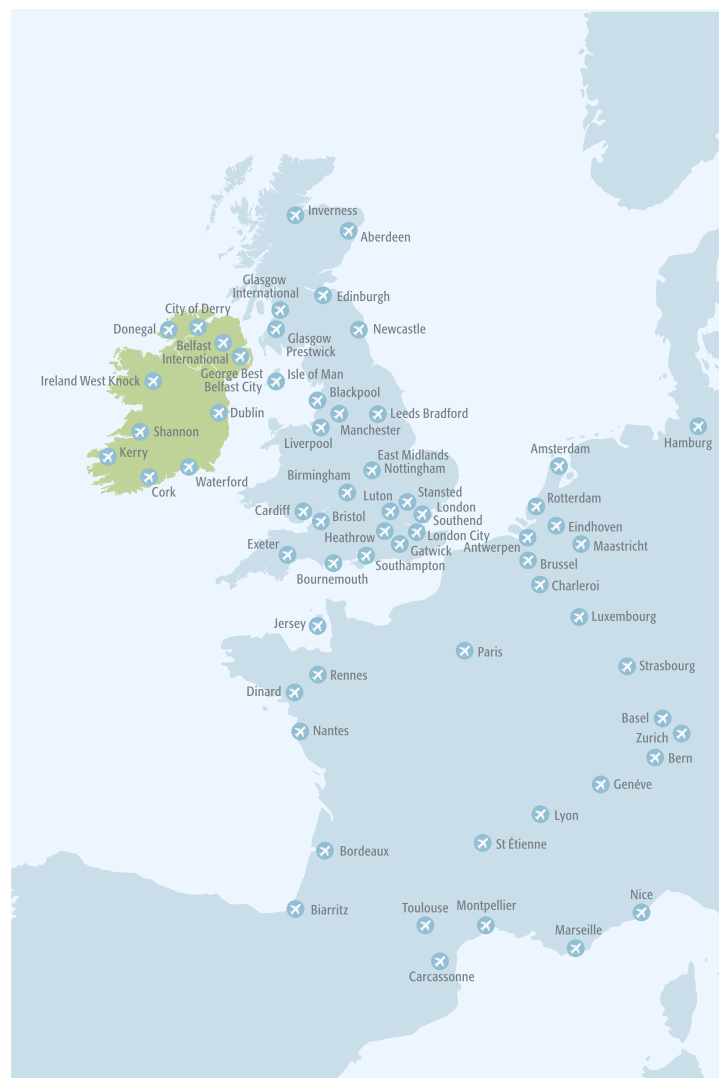 Inverness
Aberdeen
Glasgow
International
Edinburgh
City of Derry
Donegal
Glasgow
Prestwick
Newcastle
Belfast
International
George Best
Belfast City
Isle of Man
Ireland West Knock
Blackpool
Dublin
Leeds Bradford
Manchester
Liverpool
Shannon
Hamburg
Kerry
Amsterdam
East Midlands
Nottingham
Waterford
Cork
Birmingham
Luton
Stansted
Rotterdam
London
Southend
Cardiff
Bristol
Eindhoven
Heathrow
London City
Antwerpen
Maastricht
Exeter
Gatwick
Southampton
Brussel
Bournemouth
Charleroi
Luxembourg
Jersey
Paris
Strasbourg
Rennes
Dinard
Basel
Nantes
Zurich
Bern
Genéve
Lyon
St Étienne
Bordeaux
Nice
Biarritz
Toulouse
Montpellier
Marseille
Carcassonne